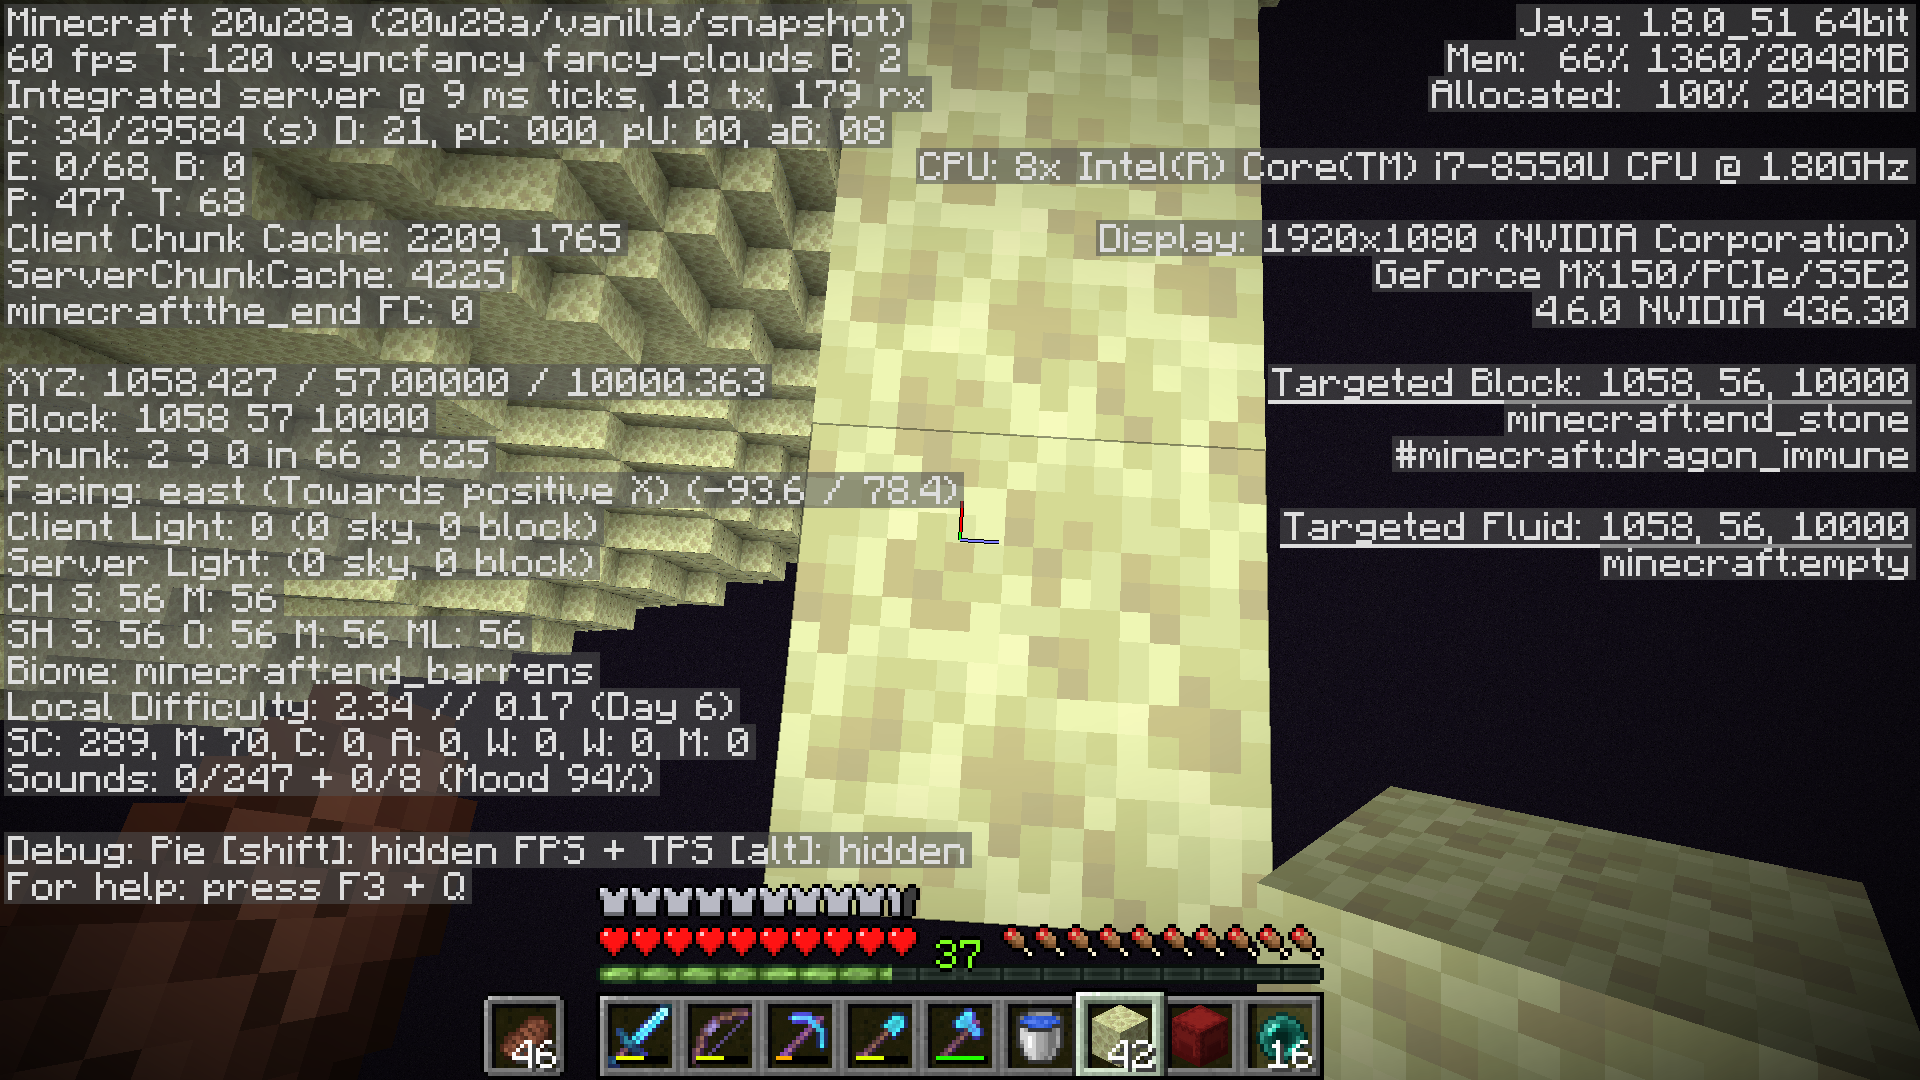 Minecraft 20w28a (20w28a/vanilla/snapshot)
60 fps T: 120 vsyncfancy fancy-clouds B: 2
Integrated server @ 9 ms ticks, 18 tx, 179 rx
C: 34/29584 (s) D: 21, pC: 000, pU: 00, aB: 08
E: 0/68, B: 0
P: 477. T: 68
Client Chunk Cache: 2209, 1765
ServerChunkCache: 4225
minecraft:the_end FC: 0
XYZ: 1058.427 / 57.00000 / 10000.363
Block: 1058 57 10000
Chunk: 2 9 0 in 66 3 625
Facing: east (Towards positive X) (-93.6 / 78.4)
Client Light: 0 (0 sky, 0 block)
Server Light: (0 sky, 0 block)
CH S: 56 M: 56
SH S: 56 O: 56 M: 56 ML: 56
Biome: minecraft:end_barrens
Local Difficulty: 2.34 // 0.17 (Day 6)
SC: 289, M: 70, C: 0, A: 0, W: 0, W: 0, M: 0
Sounds: 0/247 + 0/8 (Mood 94%)
Debug: Pie [shift]: hidden FPS + TPS [alt]: hidden
For help: press F3 + Q
Java: 1.8.0_51 64bit
Mem: 66% 1360/2048MB
Allocated: 100% 2048MB
CPU: 8x Intel(R) Core(TM) i7-8550U CPU @ 1.80GHz
Display: 1920x1080 (NVIDIA Corporation)
GeForce MX150/PCIe/SSE2
4.6.0 NVIDIA 436.30
Targeted Block: 1058, 56, 10000
minecraft:end_stone
#minecraft:dragon_immune
Targeted Fluid: 1058, 56, 10000
minecraft:empty
37
46
42
16